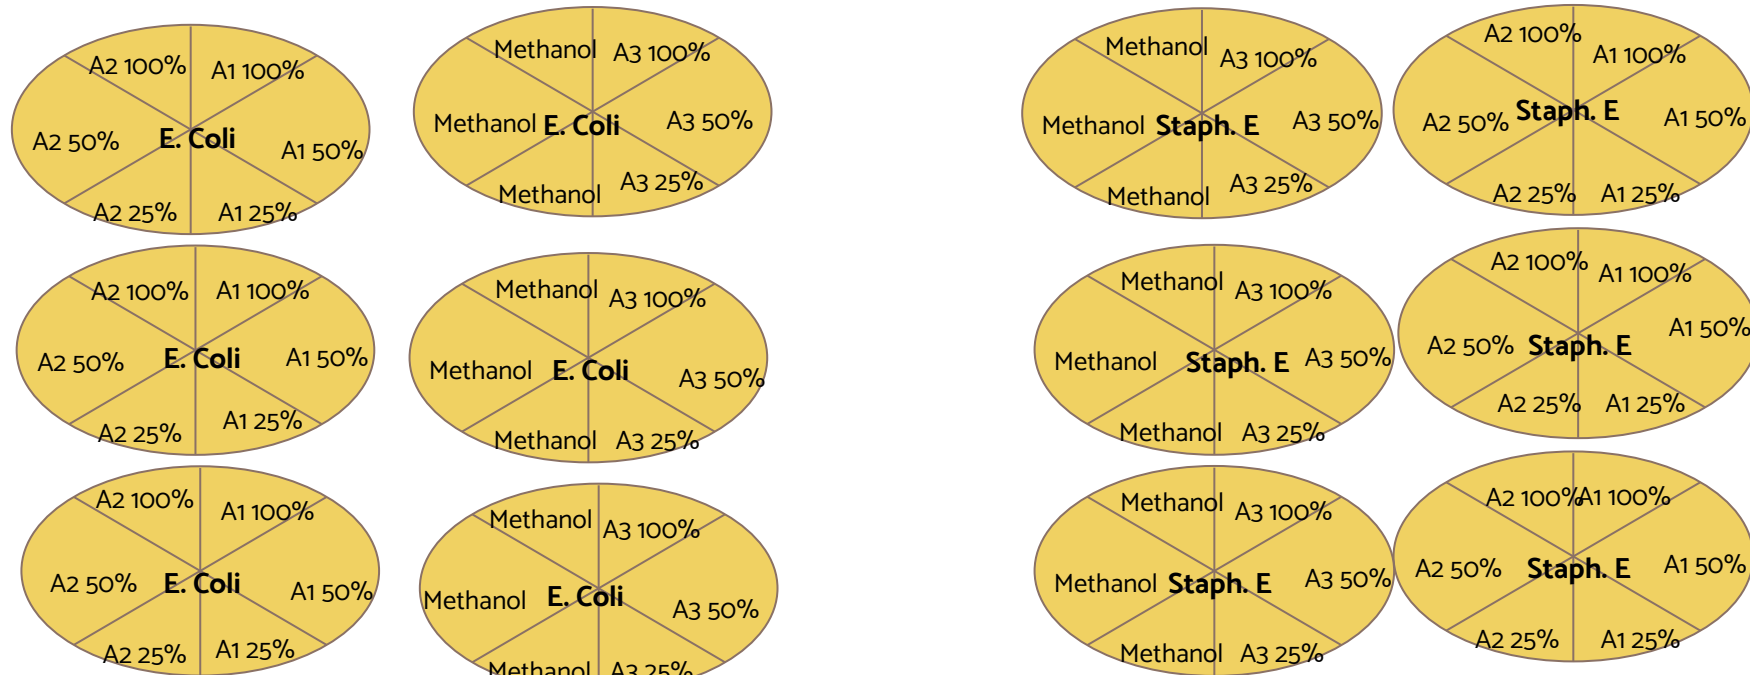 A2 100% A1 100%
A2 50% E. Coli A1 50%
A2 25% A1 25%
Methanol A3 100%
Methanol E. Coli A3 50%
Methanol A3 25%
Methanol A3 100%
Methanol Staph. E A3 50%
Methanol A3 25%
A2 100% A1 100%
A2 50% Staph. E A1 50%
A2 25% A1 25%
A2 100% A1 100%
A2 50% E. Coli A1 50%
A2 25% A1 25%
Methanol A3 100%
Methanol E. Coli A3 50%
Methanol A3 25%
Methanol A3 100%
Methanol Staph. E A3 50%
Methanol A3 25%
A2 100% A1 100%
A2 50% Staph. E A1 50%
A2 25% A1 25%
A2 100% A1 100%
A2 50% E. Coli A1 50%
A2 25% A1 25%
Methanol A3 100%
Methanol E. Coli A3 50%
Methanol A3 25%
Methanol A3 100%
Methanol Staph. E A3 50%
Methanol A3 25%
A2 100% A1 100%
A2 50% Staph. E A1 50%
A2 25% A1 25%